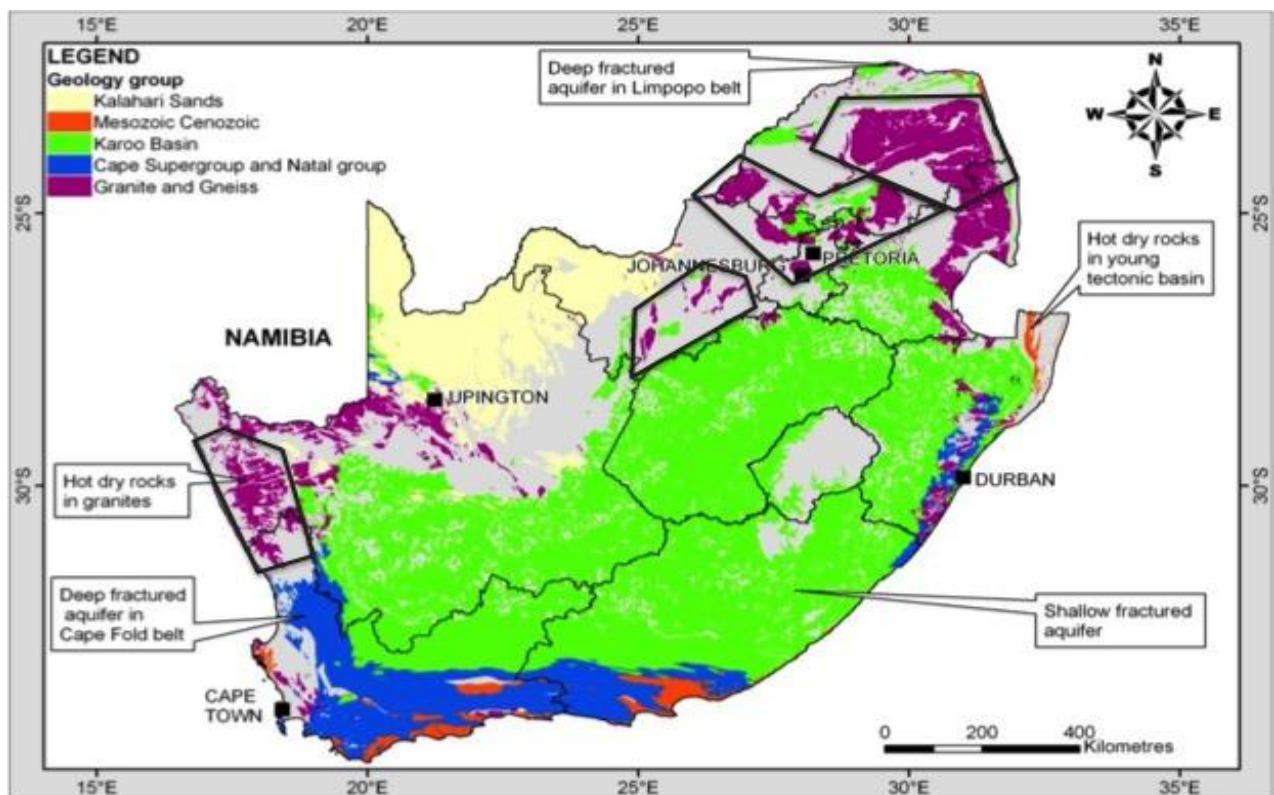 15°E 20°E 25°E 30°E 35°E
LEGEND
Geology group
Kalahari Sands
Mesozoic Cenozoic
Karoo Basin
Cape Supergroup and Natal group
Granite and Gneiss
Deep fractured
aquifer in Limpopo belt
N
W E
S
25°S 25°S
Hot dry rocks
in young
tectonic basin
PRETORIA
JOHANNESBURG
NAMIBIA
UPINGTON
Hot dry rocks
in granites
30°S 30°S
DURBAN
Deep fractured
aquifer in
Cape Fold belt
Shallow fractured
aquifer
CAPE
TOWN
0 200 400
Kilometres
15°E 20°E 25°E 30°E 35°E